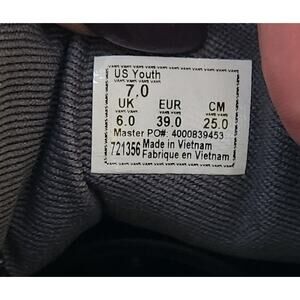 US Youth
7.0
UK EUR CM
6.0 39.0 25.0
Master PO#: 4000839453
721356 Made in Vietnam
Fabrique en Vietnam